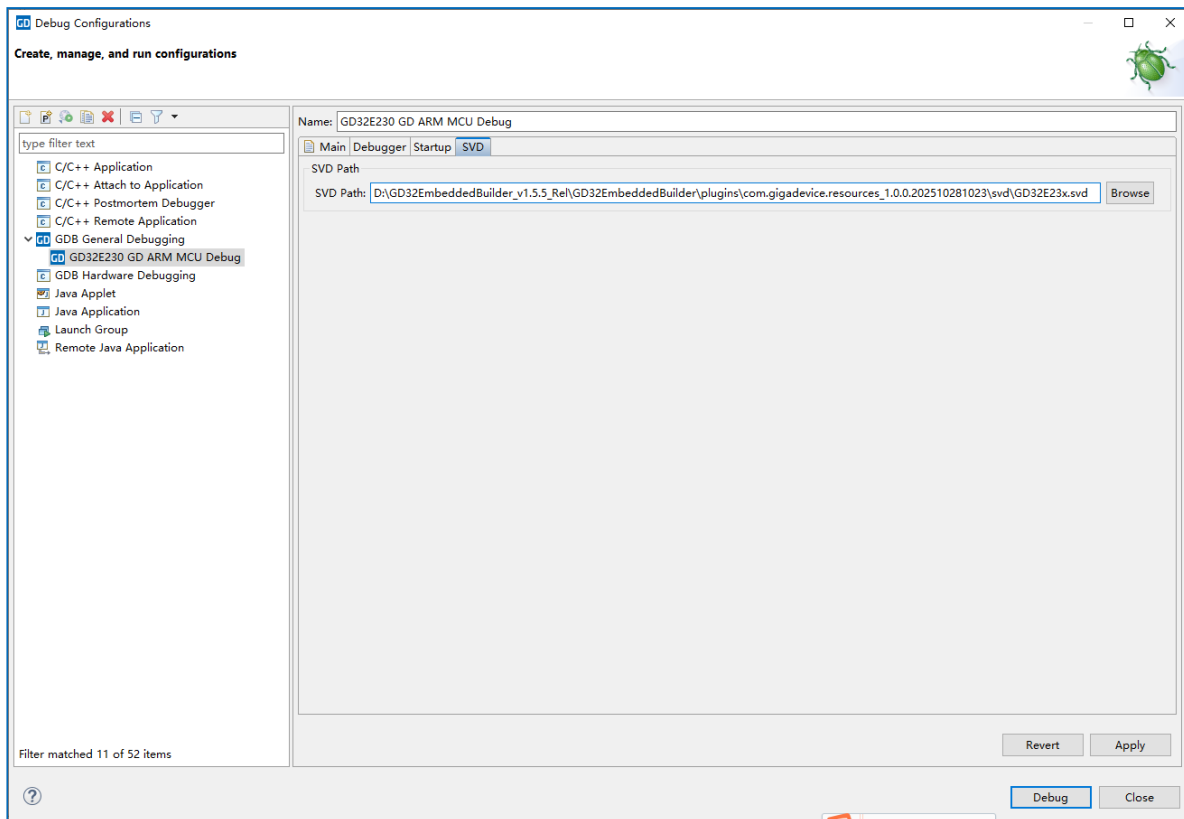 GD Debug Configurations
Create, manage, and run configurations
type filter text
C/C++ Application
C/C++ Attach to Application
C/C++ Postmortem Debugger
C/C++ Remote Application
GD GDB General Debugging
GD GD32E230 GD ARM MCU Debug
GDB Hardware Debugging
Java Applet
Java Application
Launch Group
Remote Java Application
Filter matched 11 of 52 items
Name: GD32E230 GD ARM MCU Debug
Main Debugger Startup SVD
SVD Path
SVD Path: D:\GD32EmbeddedBuilder_v1.5.5_Rel\GD32EmbeddedBuilder\plugins\com.gigadevice.resources_1.0.0.202510281023\svd\GD32E23x.svd Browse
Revert Apply
? Debug Close